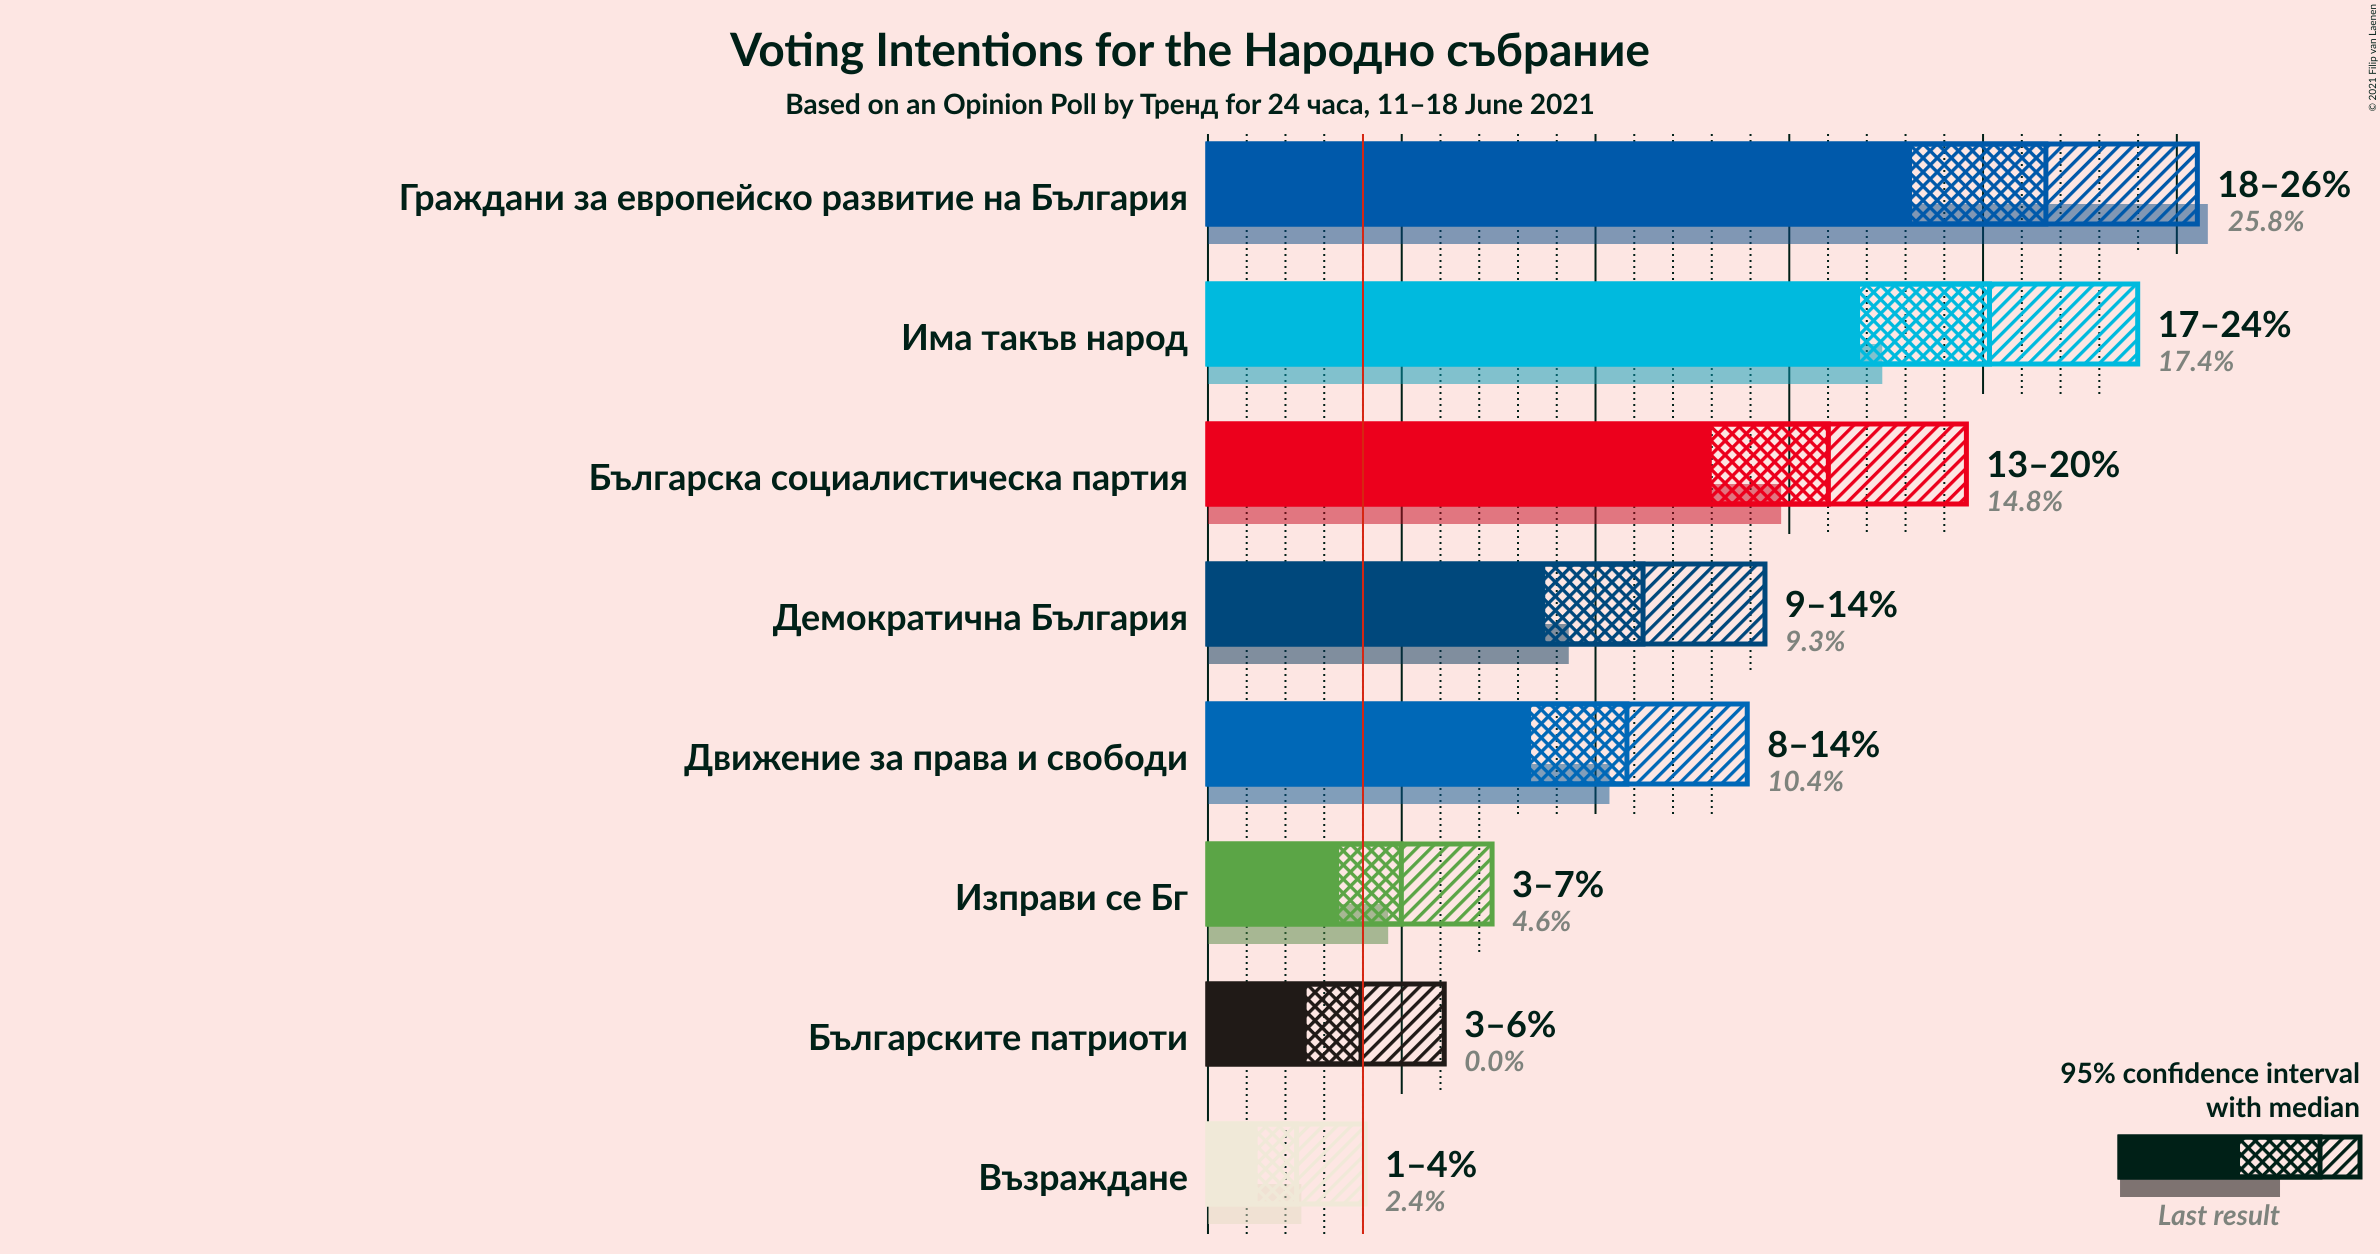 © 2021 Filip van Laenen
Voting Intentions for the Народно събрание
Based on an Opinion Poll by Тренд for 24 часа, 11–18 June 2021
Граждани за европейско развитие на България
18–26%
25.8%
Има такъв народ
17–24%
17.4%
Българска социалистическа партия
13–20%
14.8%
Демократична България
9–14%
9.3%
Движение за права и свободи
8–14%
10.4%
Изправи се Бг
3–7%
4.6%
Българските патриоти
3–6%
0.0%
Възраждане
1–4%
2.4%
95% confidence interval
with median
Last result